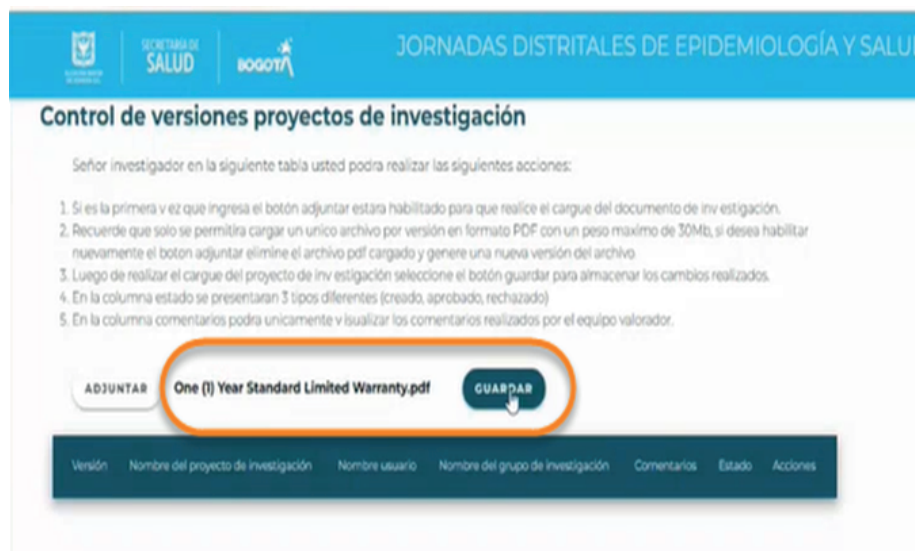 SECRETARÍA DE
SALUD
BOGOTÁ
JORNADAS DISTRITALES DE EPIDEMIOLOGÍA Y SALU
Control de versiones proyectos de investigación
Señor investigador en la siguiente tabla usted podra realizar las siguientes acciones:
1. Si es la primera v ez que ingresa el botón adjuntar estara habilitado para que realice el cargue del documento de inv estigación.
2. Recuerde que solo se permitira cargar un unico archivo por versión en formato PDF con un peso maximo de 30Mb, si desea habilitar
nuevamente el boton adjuntar elimine el archivo pdf cargado y genere una nueva versión del archivo.
3. Luego de realizar el cargue del proyecto de inv estigación seleccione el botón guardar para almacenar los cambios realizados.
4. En la columna estado se presentaran 3 tipos diferentes (creado, aprobado, rechazado)
5. En la columna comentarios podra unicamente v isualizar los comentarios realizados por el equipo valorador.
ADJUNTAR One (1) Year Standard Limited Warranty.pdf GUARDAR
Versión Nombre del proyecto de investigación Nombre usuario Nombre del grupo de investigación Comentarios Estado Acciones